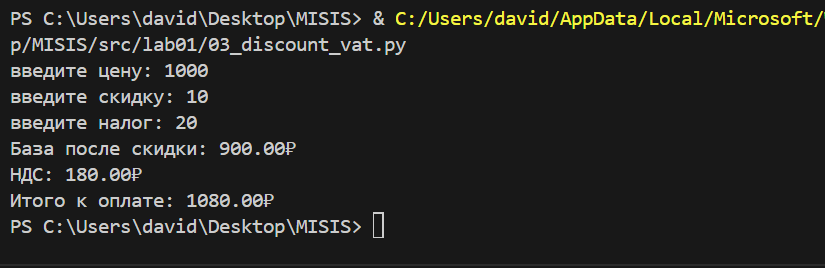 PS C:\Users\david\Desktop\MISIS> & C:/Users/david/AppData/Local/Microsoft/
p/MISIS/src/lab01/03_discount_vat.py
введите цену: 1000
введите скидку: 10
введите налог: 20
База после скидки: 900.00₽
НДС: 180.00₽
Итого к оплате: 1080.00₽
PS C:\Users\david\Desktop\MISIS>